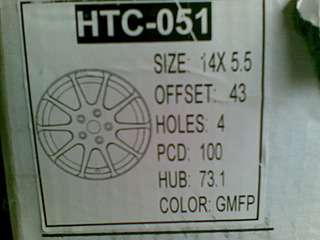 HTC-051
SIZE: 14X 5.5
OFFSET: 43
HOLES: 4
PCD: 100
HUB: 73.1
COLOR: GMFP